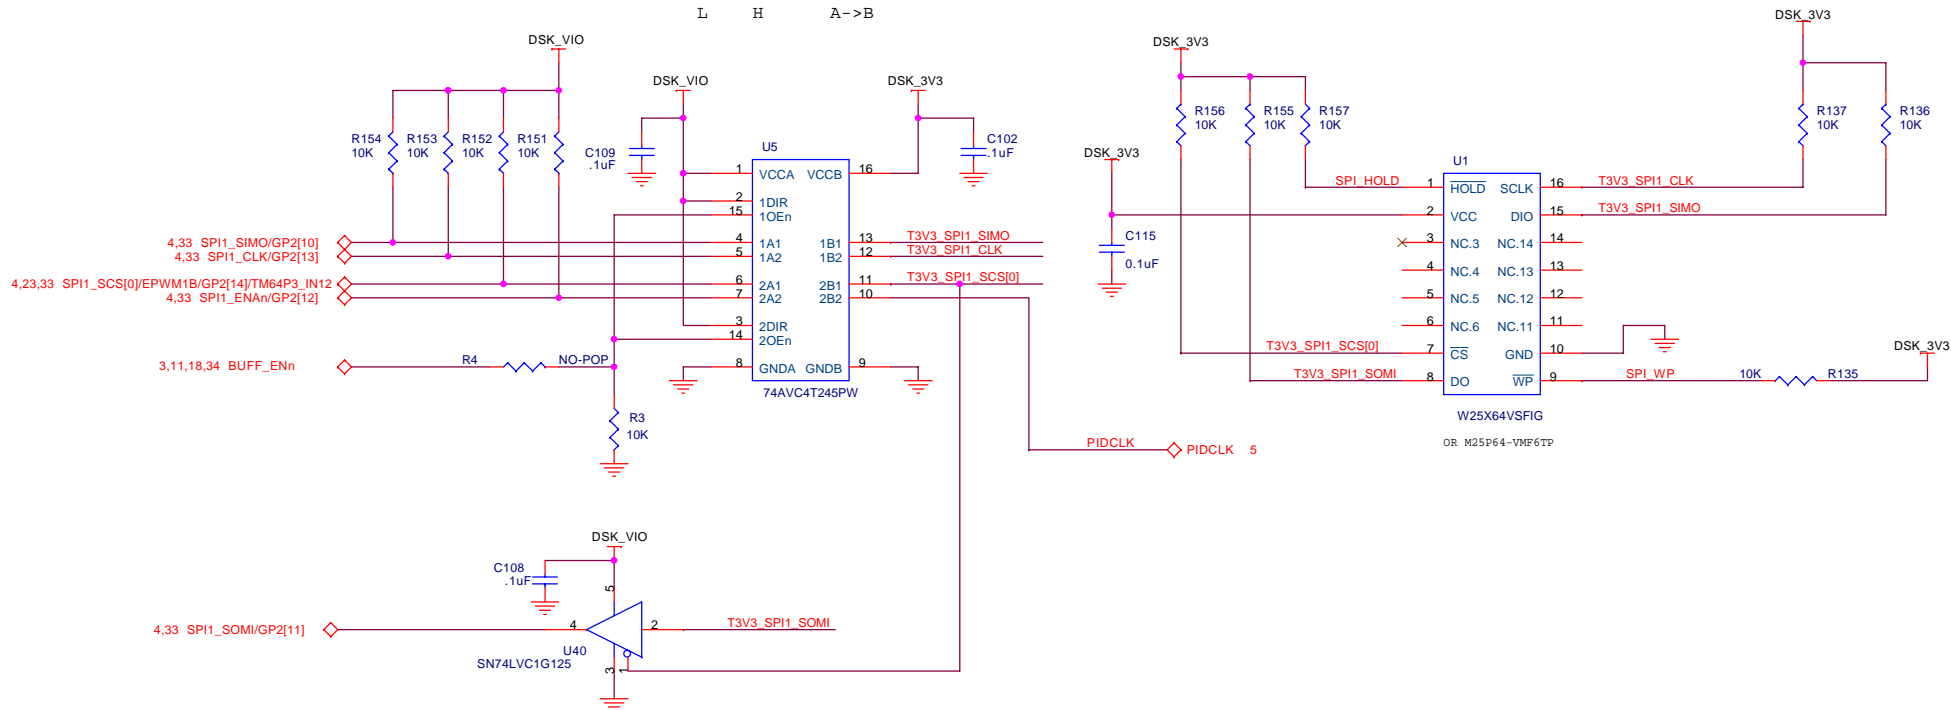 L H A->B
DSK_VIO
R154 10K
R153 10K
R152 10K
R151 10K
DSK_VIO
DSK_3V3
C109 .1uF
C102 .1uF
U5
1 VCCA VCCB 16
2 1DIR
15 1OEn
4 1A1 1B1 13
5 1A2 1B2 12
6 2A1 2B1 11
7 2A2 2B2 10
3 2DIR
14 2OEn
8 GNDA GNDB 9
74AVC4T245PW
4,33 SPI1_SIMO/GP2[10]
4,33 SPI1_CLK/GP2[13]
4,23,33 SPI1_SCS[0]/EPWM1B/GP2[14]/TM64P3_IN12
4,33 SPI1_ENAn/GP2[12]
3,11,18,34 BUFF_ENn
R4 NO-POP
R3 10K
T3V3_SPI1_SIMO
T3V3_SPI1_CLK
T3V3_SPI1_SCS[0]
PIDCLK
PIDCLK 5
DSK_VIO
C108 .1uF
5
4 2
3 1
U40
SN74LVC1G125
4,33 SPI1_SOMI/GP2[11]
T3V3_SPI1_SOMI
DSK_3V3
R156 10K
R155 10K
R157 10K
DSK_3V3
C115 0.1uF
DSK_3V3
R137 10K
R136 10K
U1
SPI_HOLD 1 HOLD SCLK 16 T3V3_SPI1_CLK
2 VCC DIO 15 T3V3_SPI1_SIMO
3 NC.3 NC.14 14
4 NC.4 NC.13 13
5 NC.5 NC.12 12
6 NC.6 NC.11 11
T3V3_SPI1_SCS[0] 7 CS GND 10
T3V3_SPI1_SOMI 8 DO WP 9 SPI_WP
10K R135
DSK_3V3
W25X64VSFIG
OR M25P64-VMF6TP